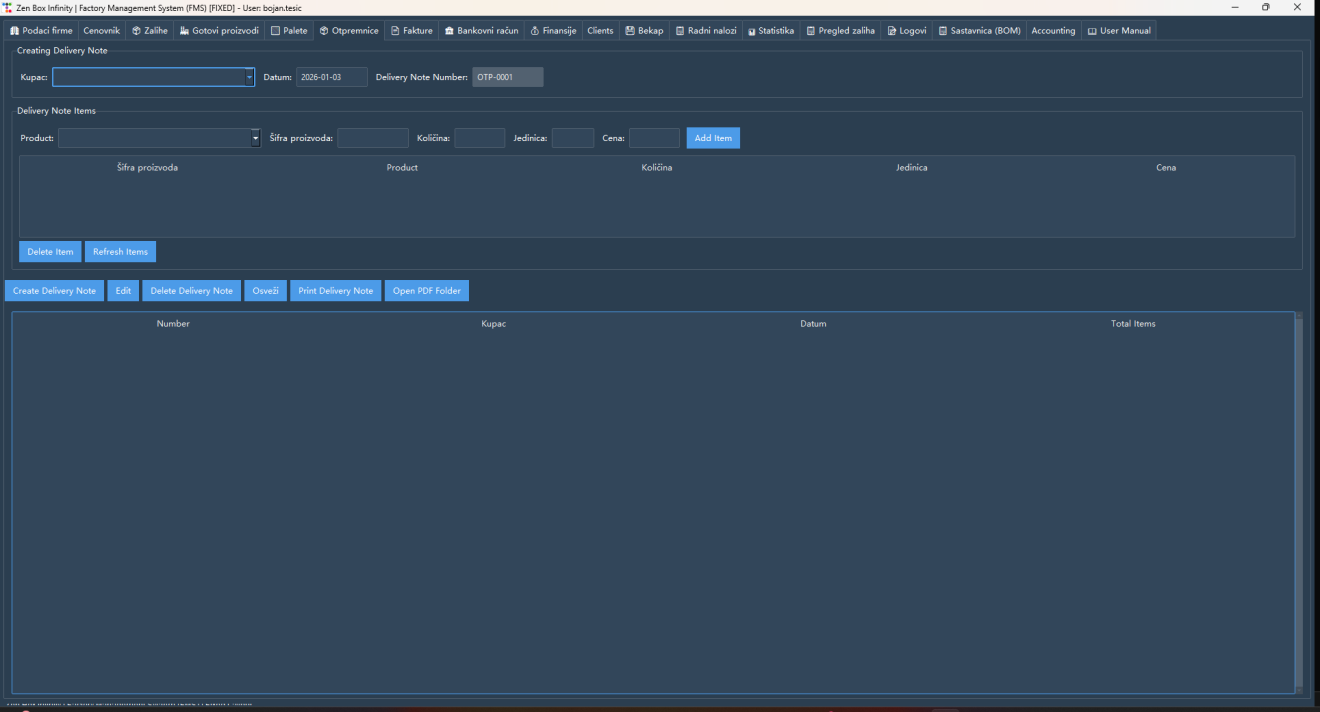 Zen Box Infinity | Factory Management System (FMS) [FIXED] - User: bojan.tesic
Podaci firme Cenovnik Zalihe Gotovi proizvodi Palete Otpremnice Fakture Bankovni račun Finansije Clients Bekap Radni nalozi Statistika Pregled zaliha Logovi Sastavnica (BOM) Accounting User Manual
Creating Delivery Note
Kupac: Datum: 2026-01-03 Delivery Note Number: OTP-0001
Delivery Note Items
Product: Šifra proizvoda: Količina: Jedinica: Cena: Add Item
Šifra proizvoda Product Količina Jedinica Cena
Delete Item Refresh Items
Create Delivery Note Edit Delete Delivery Note Osveži Print Delivery Note Open PDF Folder
Number Kupac Datum Total Items